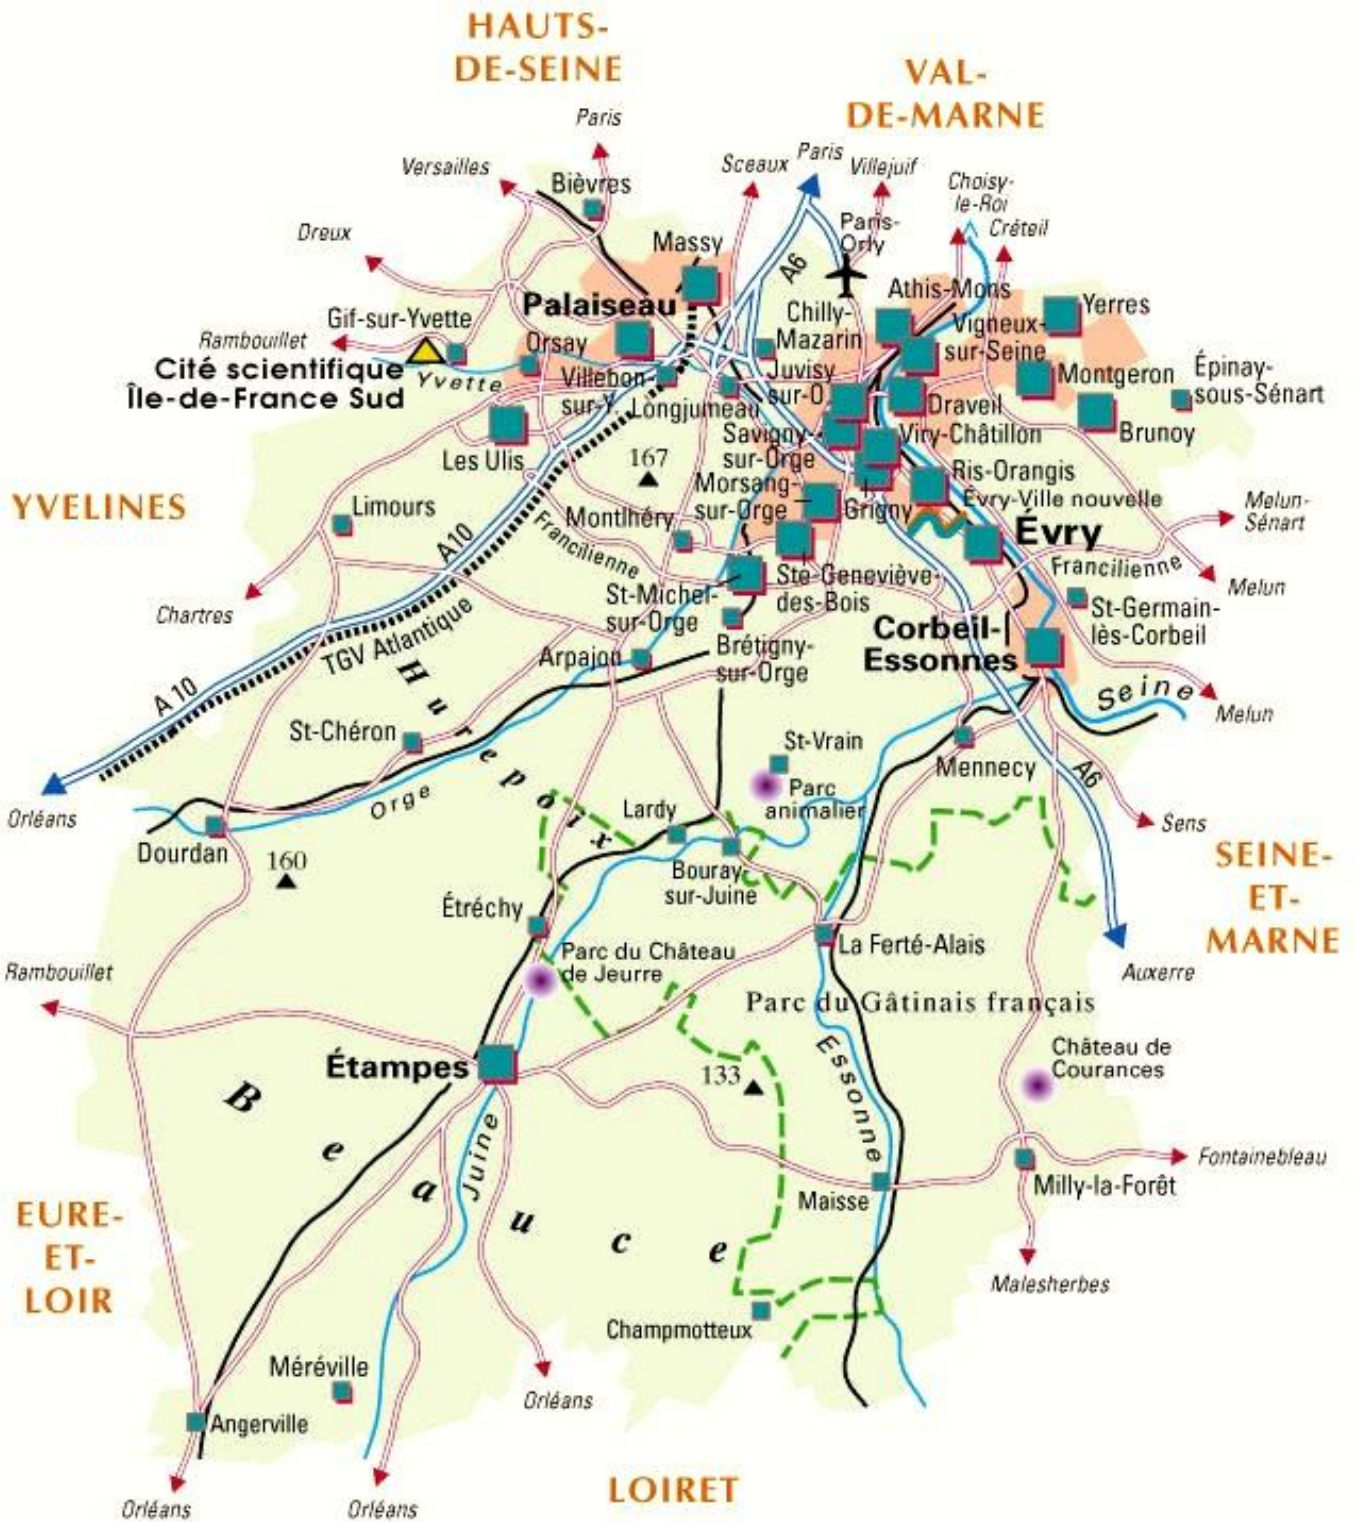 HAUTS-
DE-SEINE
VAL-
DE-MARNE
Paris
Versailles
Bièvres
Sceaux
Paris
Villejuif
Choisy-
le-Roi
Créteil
Dreux
Massy
Paris-
Orly
A6
Athis-Mons
Palaiseau
Chilly-
Mazarin
Yerres
Gif-sur-Yvette
Rambouillet
Orsay
Vigneux-
sur-Seine
Cité scientifique
Île-de-France Sud
Yvette
Villebon-
sur-Y.
Longjumeau
Juvisy
sur-O.
Montgeron
Épinay-
sous-Sénart
Draveil
Brunoy
Les Ulis
167
Savigny-
sur-Orge
Viry-Châtillon
YVELINES
Limours
Morsang-
sur-Orge
Grigny
Ris-Orangis
Évry-Ville nouvelle
Melun-
Sénart
Évry
A10
Francilienne
Montlhéry
Francilienne
Melun
Chartres
TGV Atlantique
St-Michel-
sur-Orge
Ste-Geneviève-
des-Bois
St-Germain-
lès-Corbeil
Corbeil-
Essonnes
Arpajon
Brétigny-
sur-Orge
A 10
Hurepoix
Seine
Melun
St-Chéron
St-Vrain
Mennecy
A6
Orge
Parc
animalier
Orléans
Lardy
Sens
Dourdan
160
Bouray-
sur-Juine
SEINE-
ET-
MARNE
Étréchy
La Ferté-Alais
Parc du Château
de Jeurre
Rambouillet
Auxerre
Parc du Gâtinais français
Étampes
133
Essonne
Château de
Courances
Beauce
Juine
Fontainebleau
Maisse
Milly-la-Forêt
EURE-
ET-
LOIR
Malesherbes
Champmotteux
Méréville
Orléans
Angerville
LOIRET
Orléans
Orléans